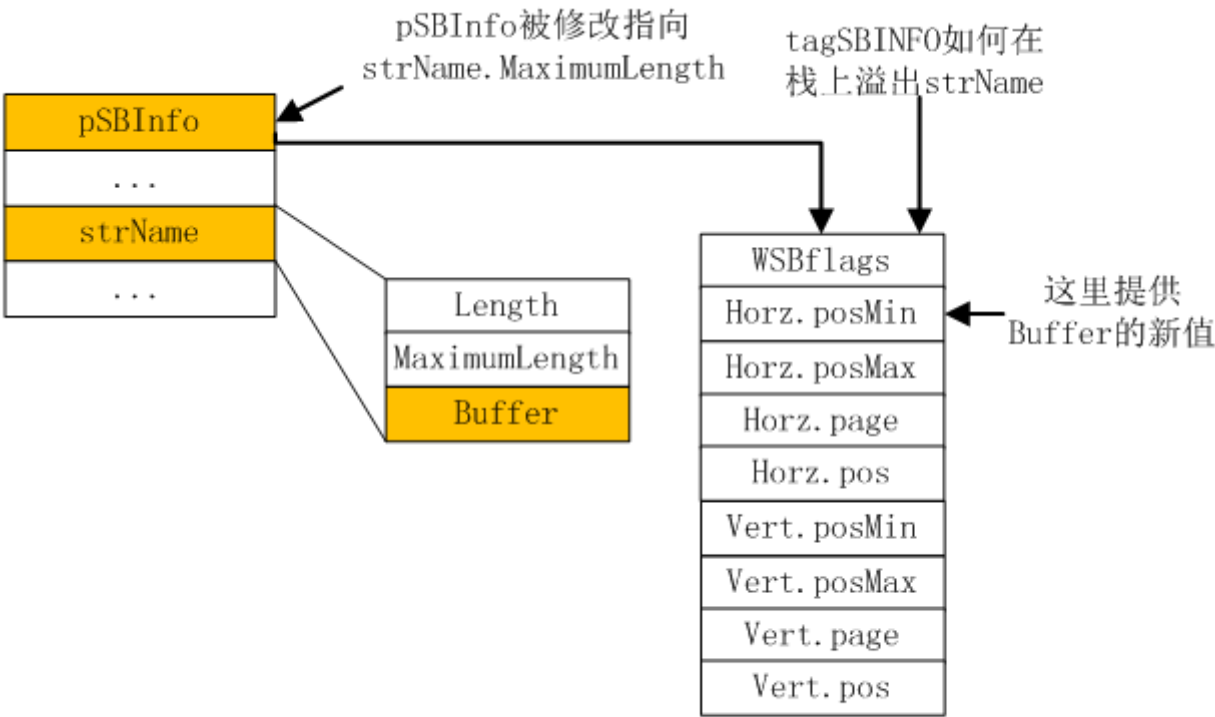 pSBInfo被修改指向
strName.MaximumLength
tagSBINFO如何在
栈上溢出strName
pSBInfo
...
strName
...
Length
MaximumLength
Buffer
WSBflags
Horz.posMin
Horz.posMax
Horz.page
Horz.pos
Vert.posMin
Vert.posMax
Vert.page
Vert.pos
这里提供
Buffer的新值